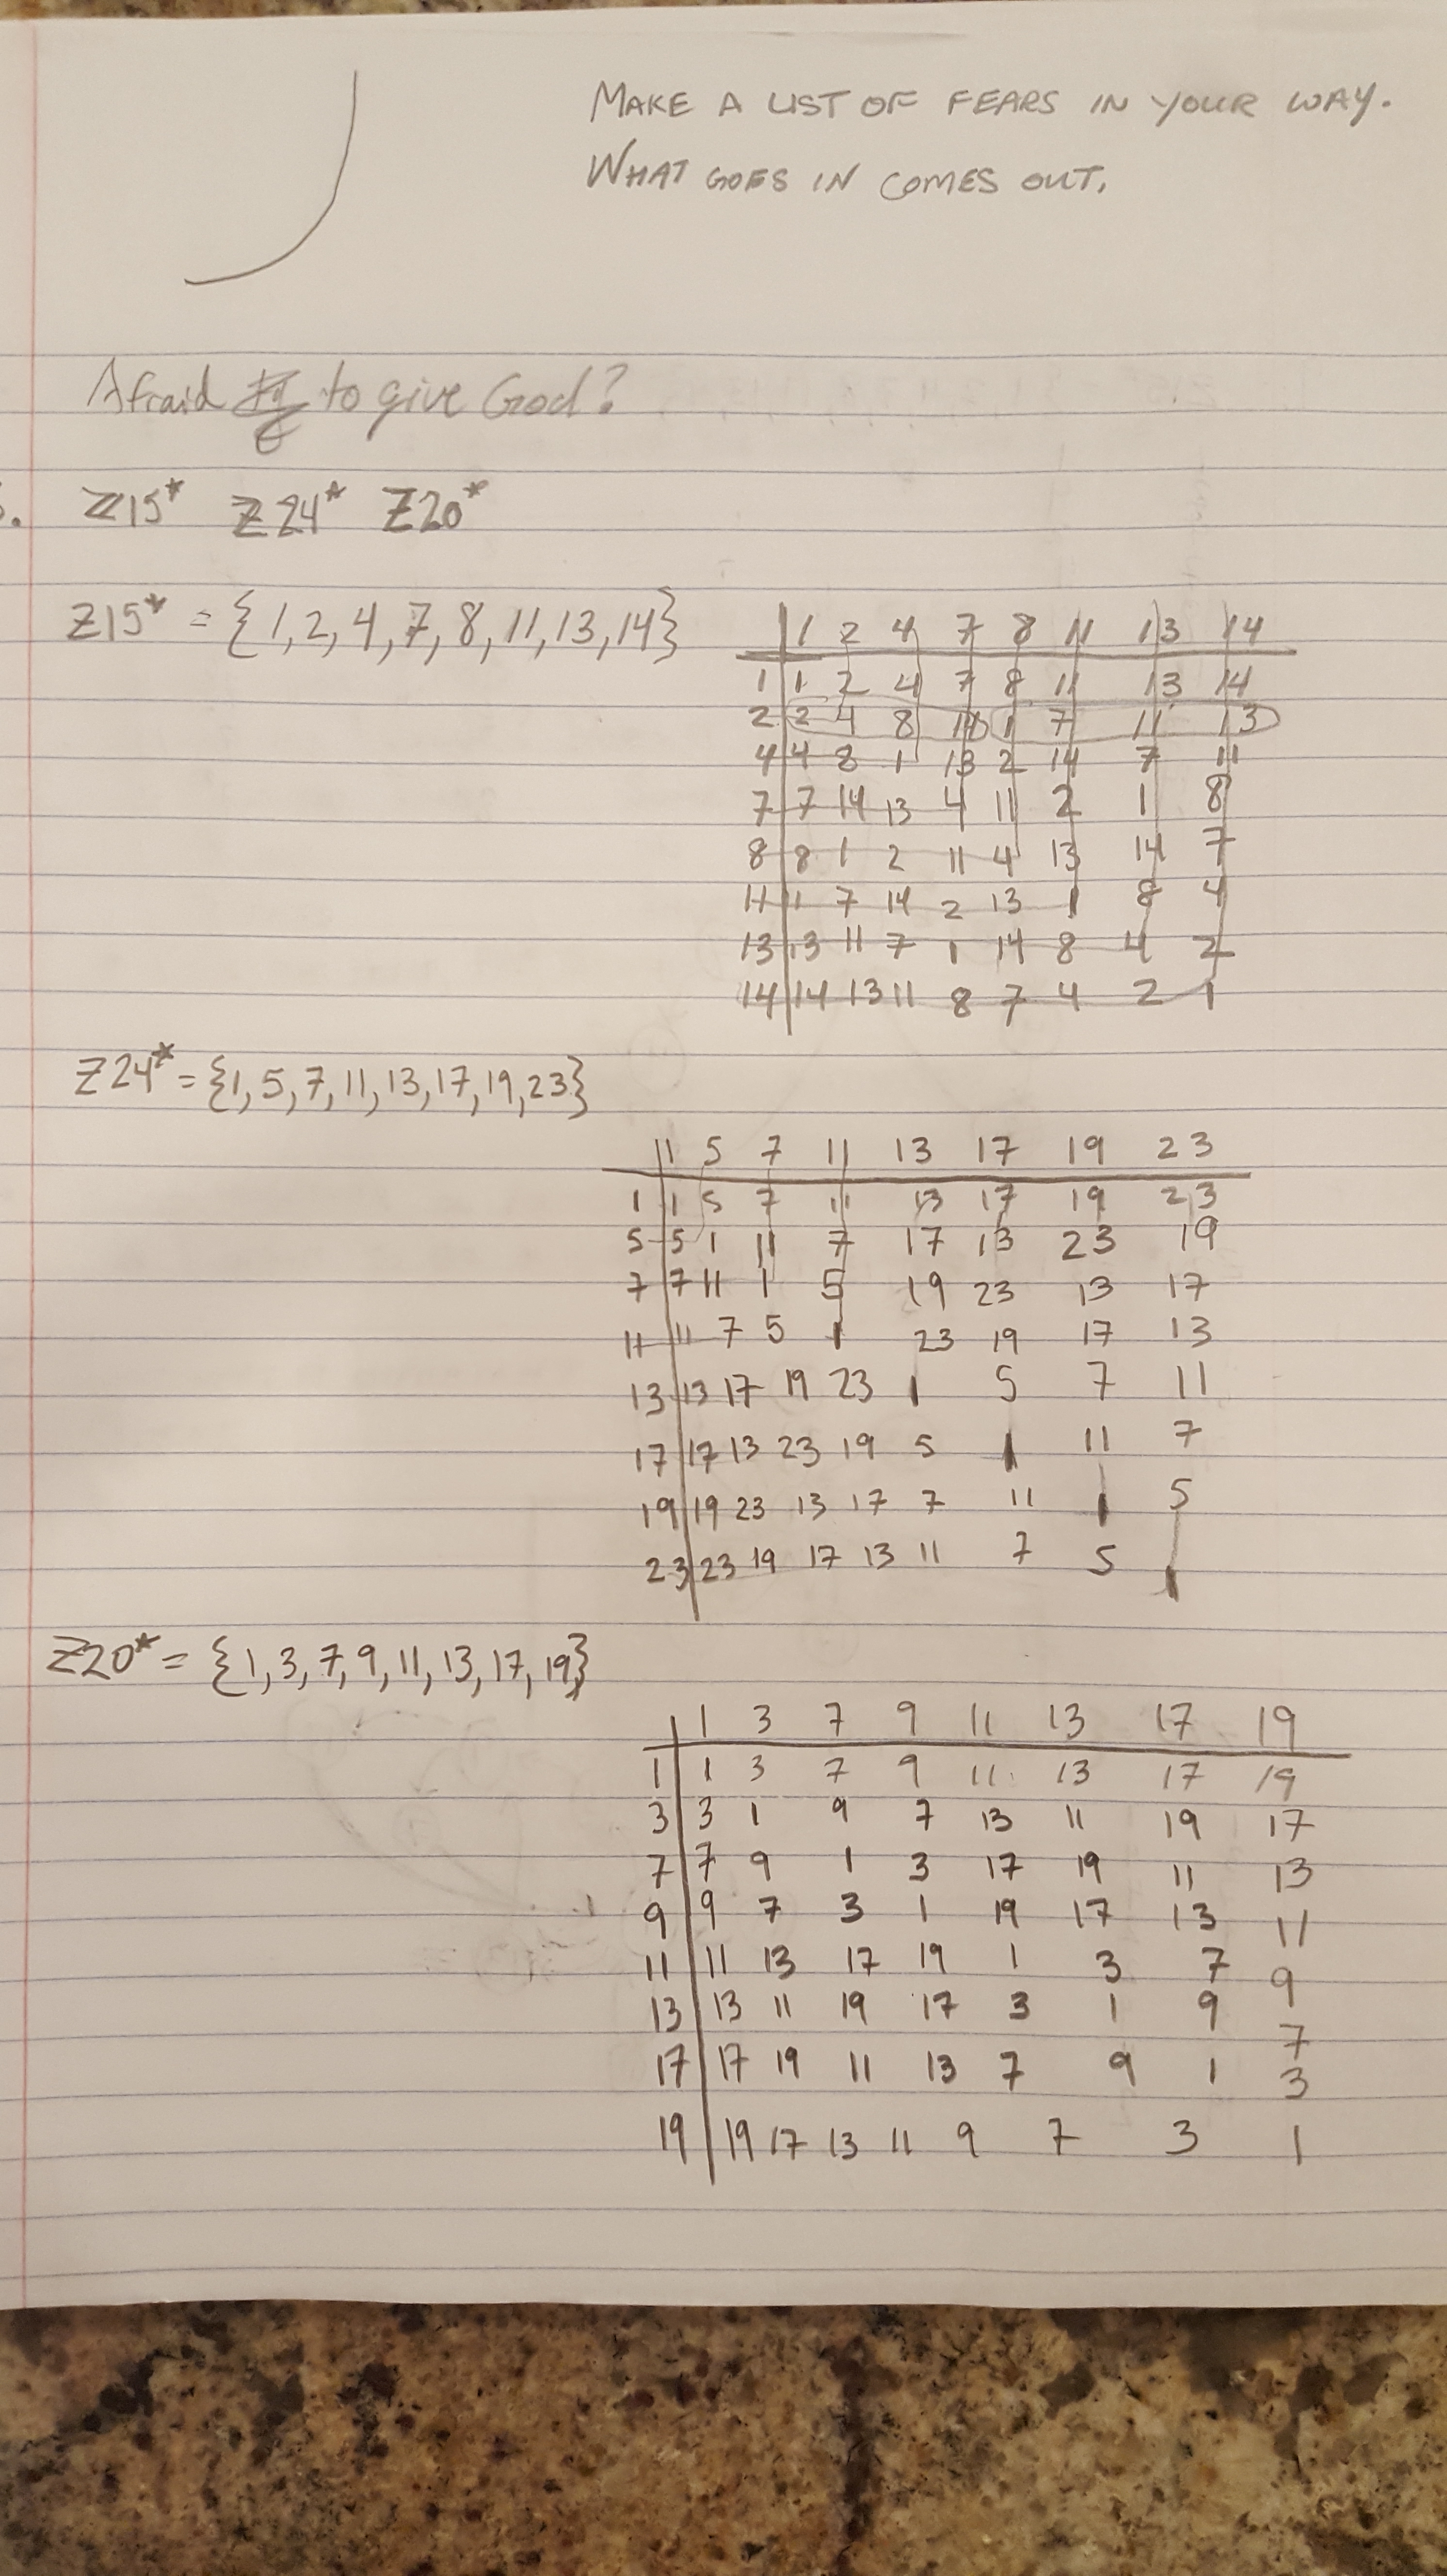 MAKE A LIST OF FEARS IN YOUR WAY.
WHAT GOES IN COMES OUT.
Afraid to give God?
. Z15* Z24* Z20*
Z15* = {1,2,4,7,8,11,13,14}
1 2 4 7 8 11 13 14
1 1 2 4 7 8 11 13 14
2 2 4 8 14 1 7 11 13
4 4 8 1 13 2 14 7 11
7 7 14 13 4 11 2 1 8
8 8 1 2 11 4 13 14 7
11 11 7 14 2 13 1 8 4
13 13 11 7 1 14 8 4 2
14 14 13 11 8 7 4 2 1
Z24* = {1,5,7,11,13,17,19,23}
1 5 7 11 13 17 19 23
1 1 5 7 11 13 17 19 23
5 5 1 11 7 17 13 23 19
7 7 11 1 5 19 23 13 17
11 11 7 5 1 23 19 17 13
13 13 17 19 23 1 5 7 11
17 17 13 23 19 5 1 11 7
19 19 23 13 17 7 11 1 5
23 23 19 17 13 11 7 5 1
Z20* = {1,3,7,9,11,13,17,19}
1 3 7 9 11 13 17 19
1 1 3 7 9 11 13 17 19
3 3 1 9 7 13 11 19 17
7 7 9 1 3 17 19 11 13
9 9 7 3 1 19 17 13 11
11 11 13 17 19 1 3 7 9
13 13 11 19 17 3 1 9 7
17 17 19 11 13 7 9 1 3
19 19 17 13 11 9 7 3 1